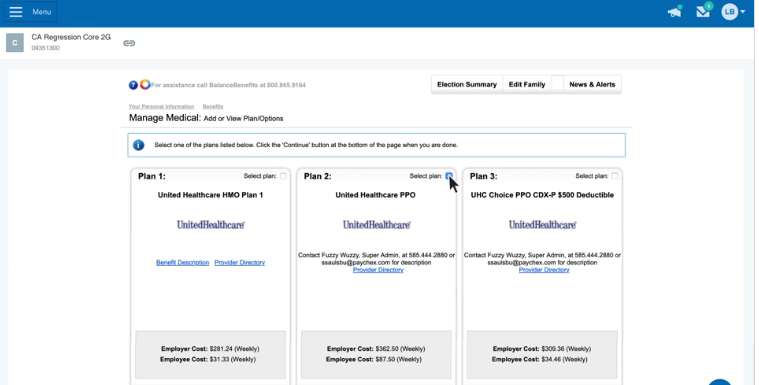 Menu
1
LB
C
CA Regression Core 2G
09351300
For assistance call BalanceBenefits at 800.865.9164
Election Summary
Edit Family
News & Alerts
Your Personal Information
Benefits
Manage Medical: Add or View Plan/Options
Select one of the plans listed below. Click the 'Continue' button at the bottom of the page when you are done.
Plan 1:
Select plan:
United Healthcare HMO Plan 1
UnitedHealthcare
Benefit Description
Provider Directory
Employer Cost: $281.24 (Weekly)
Employee Cost: $31.33 (Weekly)
Plan 2:
Select plan:
United Healthcare PPO
UnitedHealthcare
Contact Fuzzy Wuzzy, Super Admin, at 585.444.2880 or
ssaulsbu@paychex.com for description
Provider Directory
Employer Cost: $362.50 (Weekly)
Employee Cost: $87.50 (Weekly)
Plan 3:
Select plan:
UHC Choice PPO CDX-P $500 Deductible
UnitedHealthcare
Contact Fuzzy Wuzzy, Super Admin, at 585.444.2880 or
ssaulsbu@paychex.com for description
Provider Directory
Employer Cost: $309.36 (Weekly)
Employee Cost: $34.46 (Weekly)